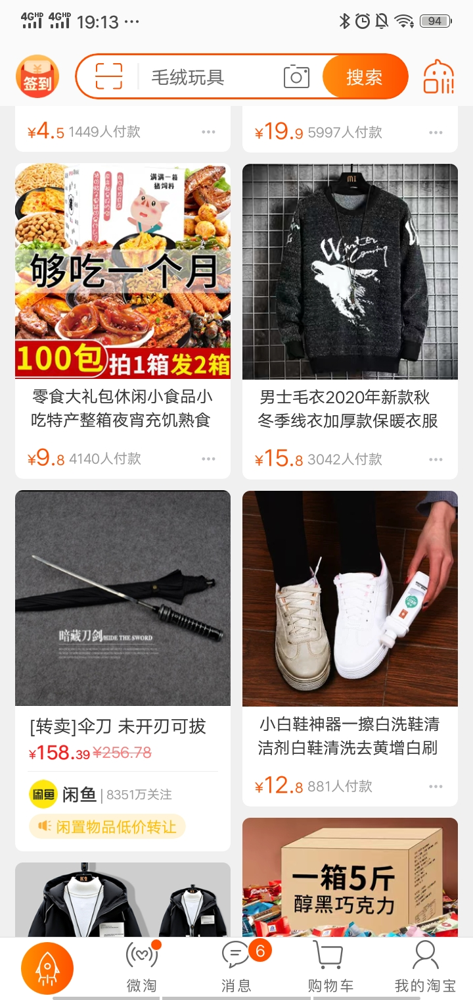 4GHD 4GHD 19:13 ···
94
签到
毛绒玩具
搜索
¥4.5 1449人付款
¥19.9 5997人付款
满满一箱
猪饲料
够吃一个月
100包 拍1箱发2箱
零食大礼包休闲小食品小
吃特产整箱夜宵充饥熟食
¥9.8 4140人付款
MI
Winter
is Coming
男士毛衣2020年新款秋
冬季线衣加厚款保暖衣服
¥15.8 3042人付款
暗藏刀剑/HIDE THE SWORD
[转卖]伞刀 未开刃可拔
¥158.39 ¥256.78
闲鱼 闲鱼 | 8351万关注
闲置物品低价转让
小白鞋神器一擦白洗鞋清
洁剂白鞋清洗去黄增白刷
¥12.8 881人付款
一箱5斤
醇黑巧克力
微淘
消息
6
购物车
我的淘宝